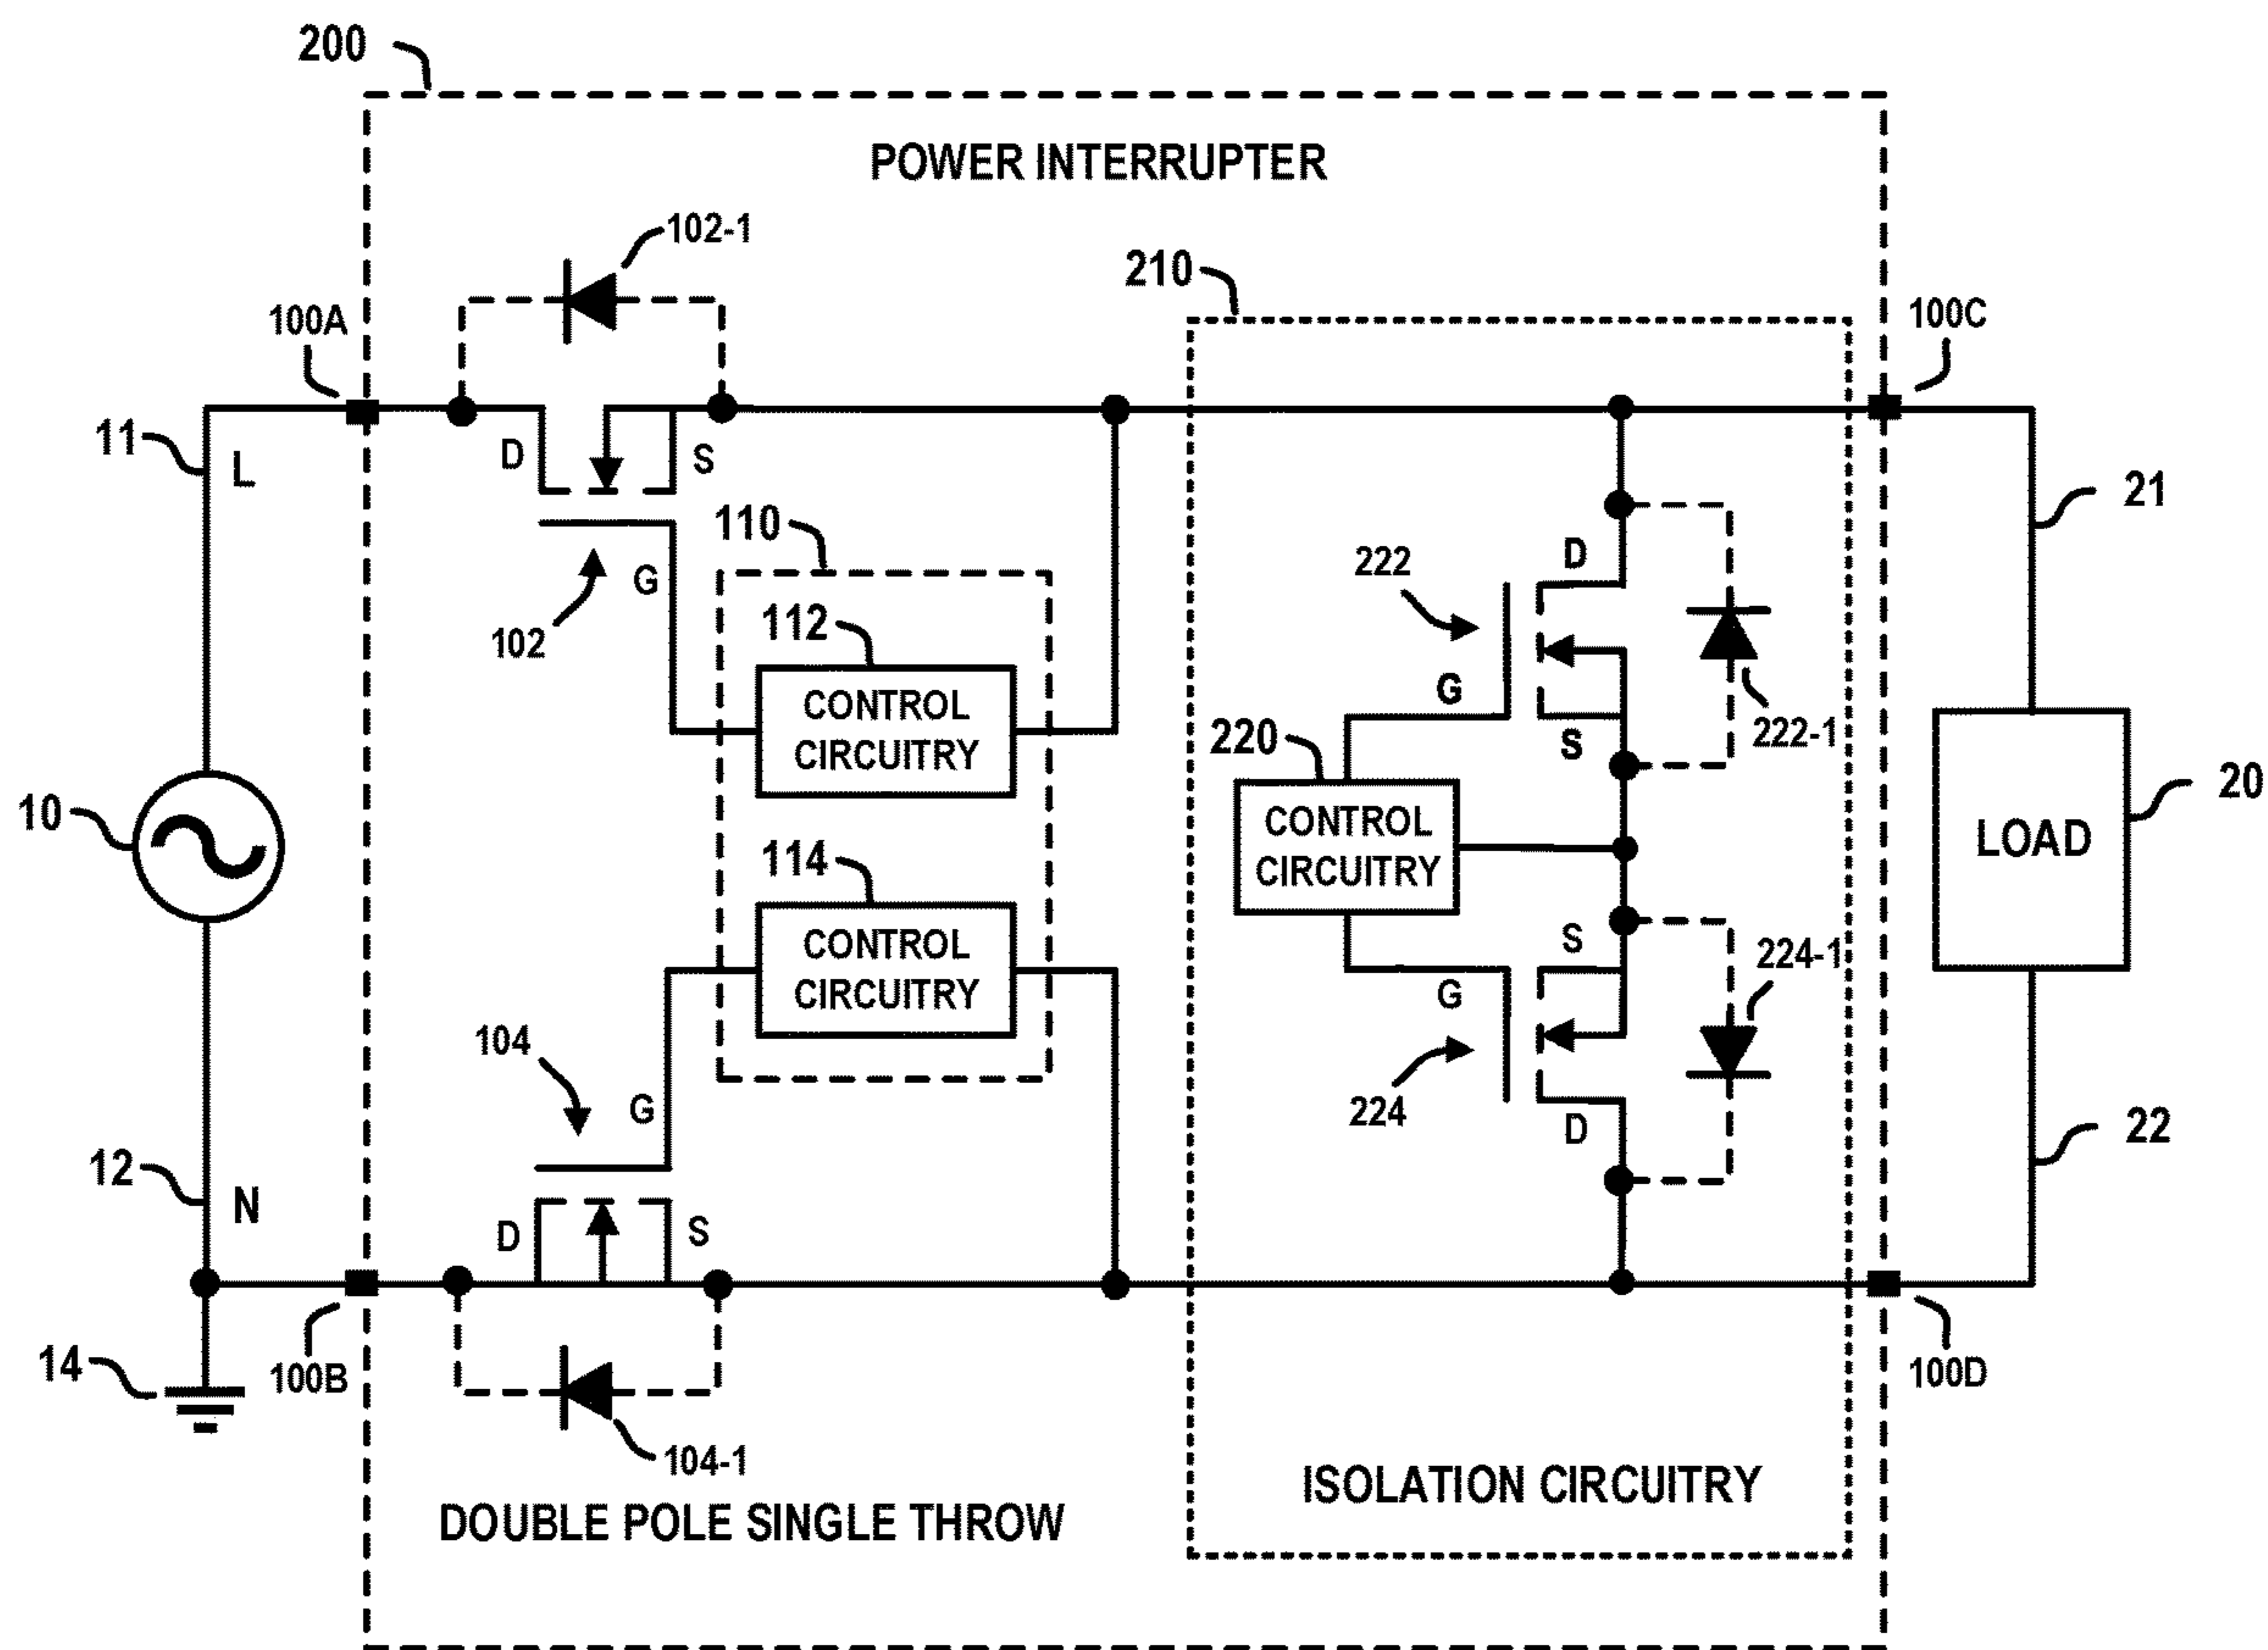 200
POWER INTERRUPTER
102-1
210
100A
100C
11
L
D
S
21
110
G
102
112
CONTROL
CIRCUITRY
222
D
G
S
222-1
220
CONTROL
CIRCUITRY
10
20
LOAD
114
CONTROL
CIRCUITRY
S
224-1
G
104
G
224
D
12
N
D
S
22
14
100B
100D
104-1
ISOLATION CIRCUITRY
DOUBLE POLE SINGLE THROW